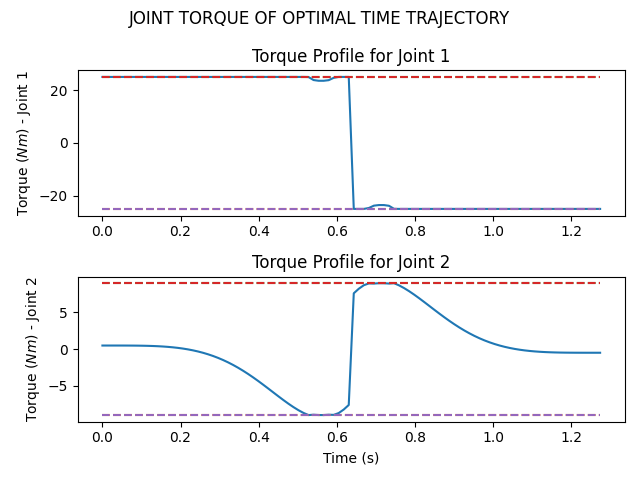 JOINT TORQUE OF OPTIMAL TIME TRAJECTORY
Torque Profile for Joint 1
Torque (Nm) - Joint 1
20
0
−20
0.0 0.2 0.4 0.6 0.8 1.0 1.2
Torque Profile for Joint 2
Torque (Nm) - Joint 2
5
0
−5
0.0 0.2 0.4 0.6 0.8 1.0 1.2
Time (s)